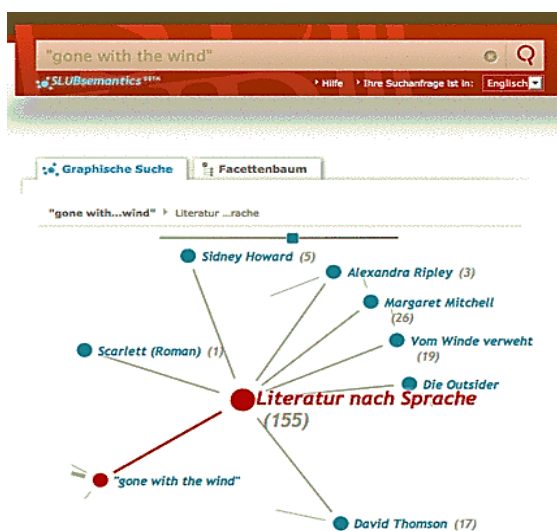 "gone with the wind"
SLUBsemantics BETA
Hilfe
Ihre Suchanfrage ist in:
Englisch
Graphische Suche
Facettenbaum
"gone with...wind"
Literatur ...rache
Sidney Howard (5)
Alexandra Ripley (3)
Margaret Mitchell
(26)
Scarlett (Roman) (1)
Vom Winde verweht
(19)
Die Outsider
Literatur nach Sprache
(155)
"gone with the wind"
David Thomson (17)